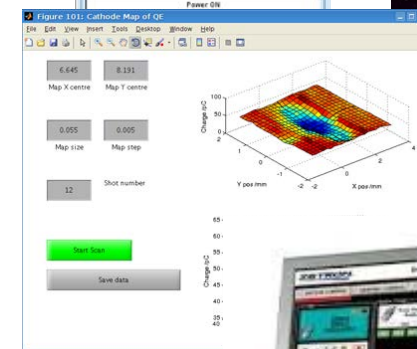 Power ON
Figure 101: Cathode Map of QE
File Edit View Insert Tools Desktop Window Help
6.645 8.191
Map X centre Map Y centre
0.055 0.005
Map size Map step
12 Shot number
Start Scan
Save data
Charge /pC
100
50
0
2
1
0
-1
-2
Y pos /mm
-2
0
2
4
X pos /mm
Charge /pC
65
60
55
50
45
40
35
40